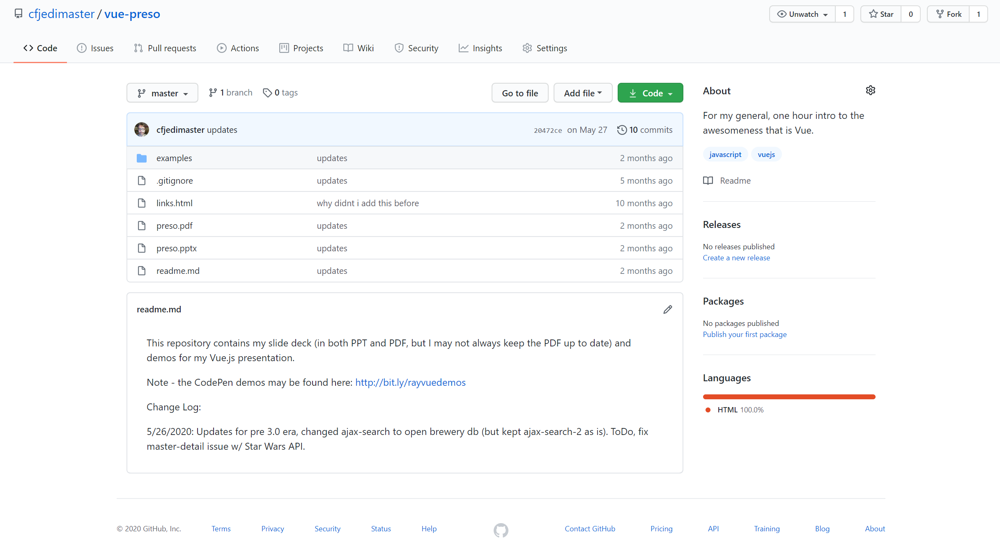 cfjedimaster / vue-preso
Unwatch 1 Star 0 Fork 1
Code Issues Pull requests Actions Projects Wiki Security Insights Settings
master 1 branch 0 tags Go to file Add file Code
cfjedimaster updates 20472ce on May 27 10 commits
examples updates 2 months ago
.gitignore updates 5 months ago
links.html why didnt i add this before 10 months ago
preso.pdf updates 2 months ago
preso.pptx updates 2 months ago
readme.md updates 2 months ago
readme.md
This repository contains my slide deck (in both PPT and PDF, but I may not always keep the PDF up to date) and
demos for my Vue.js presentation.
Note - the CodePen demos may be found here: http://bit.ly/rayvuedemos
Change Log:
5/26/2020: Updates for pre 3.0 era, changed ajax-search to open brewery db (but kept ajax-search-2 as is). ToDo, fix
master-detail issue w/ Star Wars API.
About
For my general, one hour intro to the
awesomeness that is Vue.
javascript vuejs
Readme
Releases
No releases published
Create a new release
Packages
No packages published
Publish your first package
Languages
HTML 100.0%
© 2020 GitHub, Inc. Terms Privacy Security Status Help Contact GitHub Pricing API Training Blog About